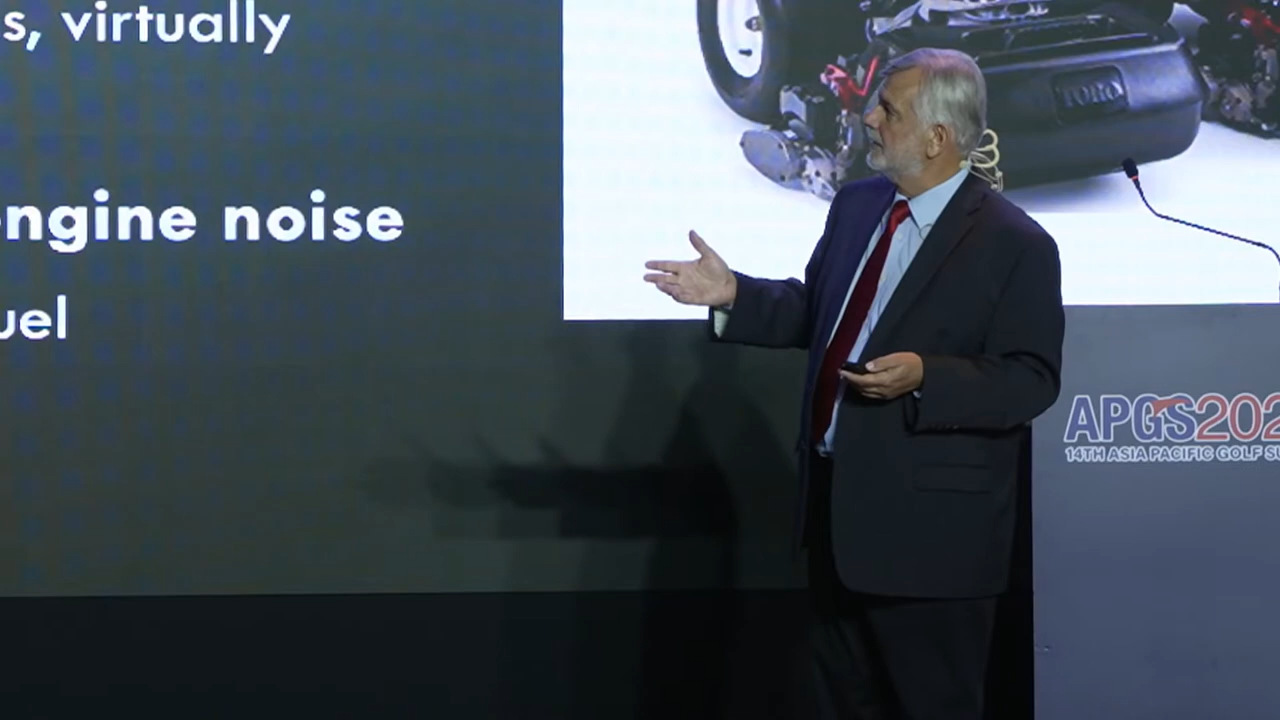 s, virtually
engine noise
uel
TORO
APGS202
14TH ASIA PACIFIC GOLF SU